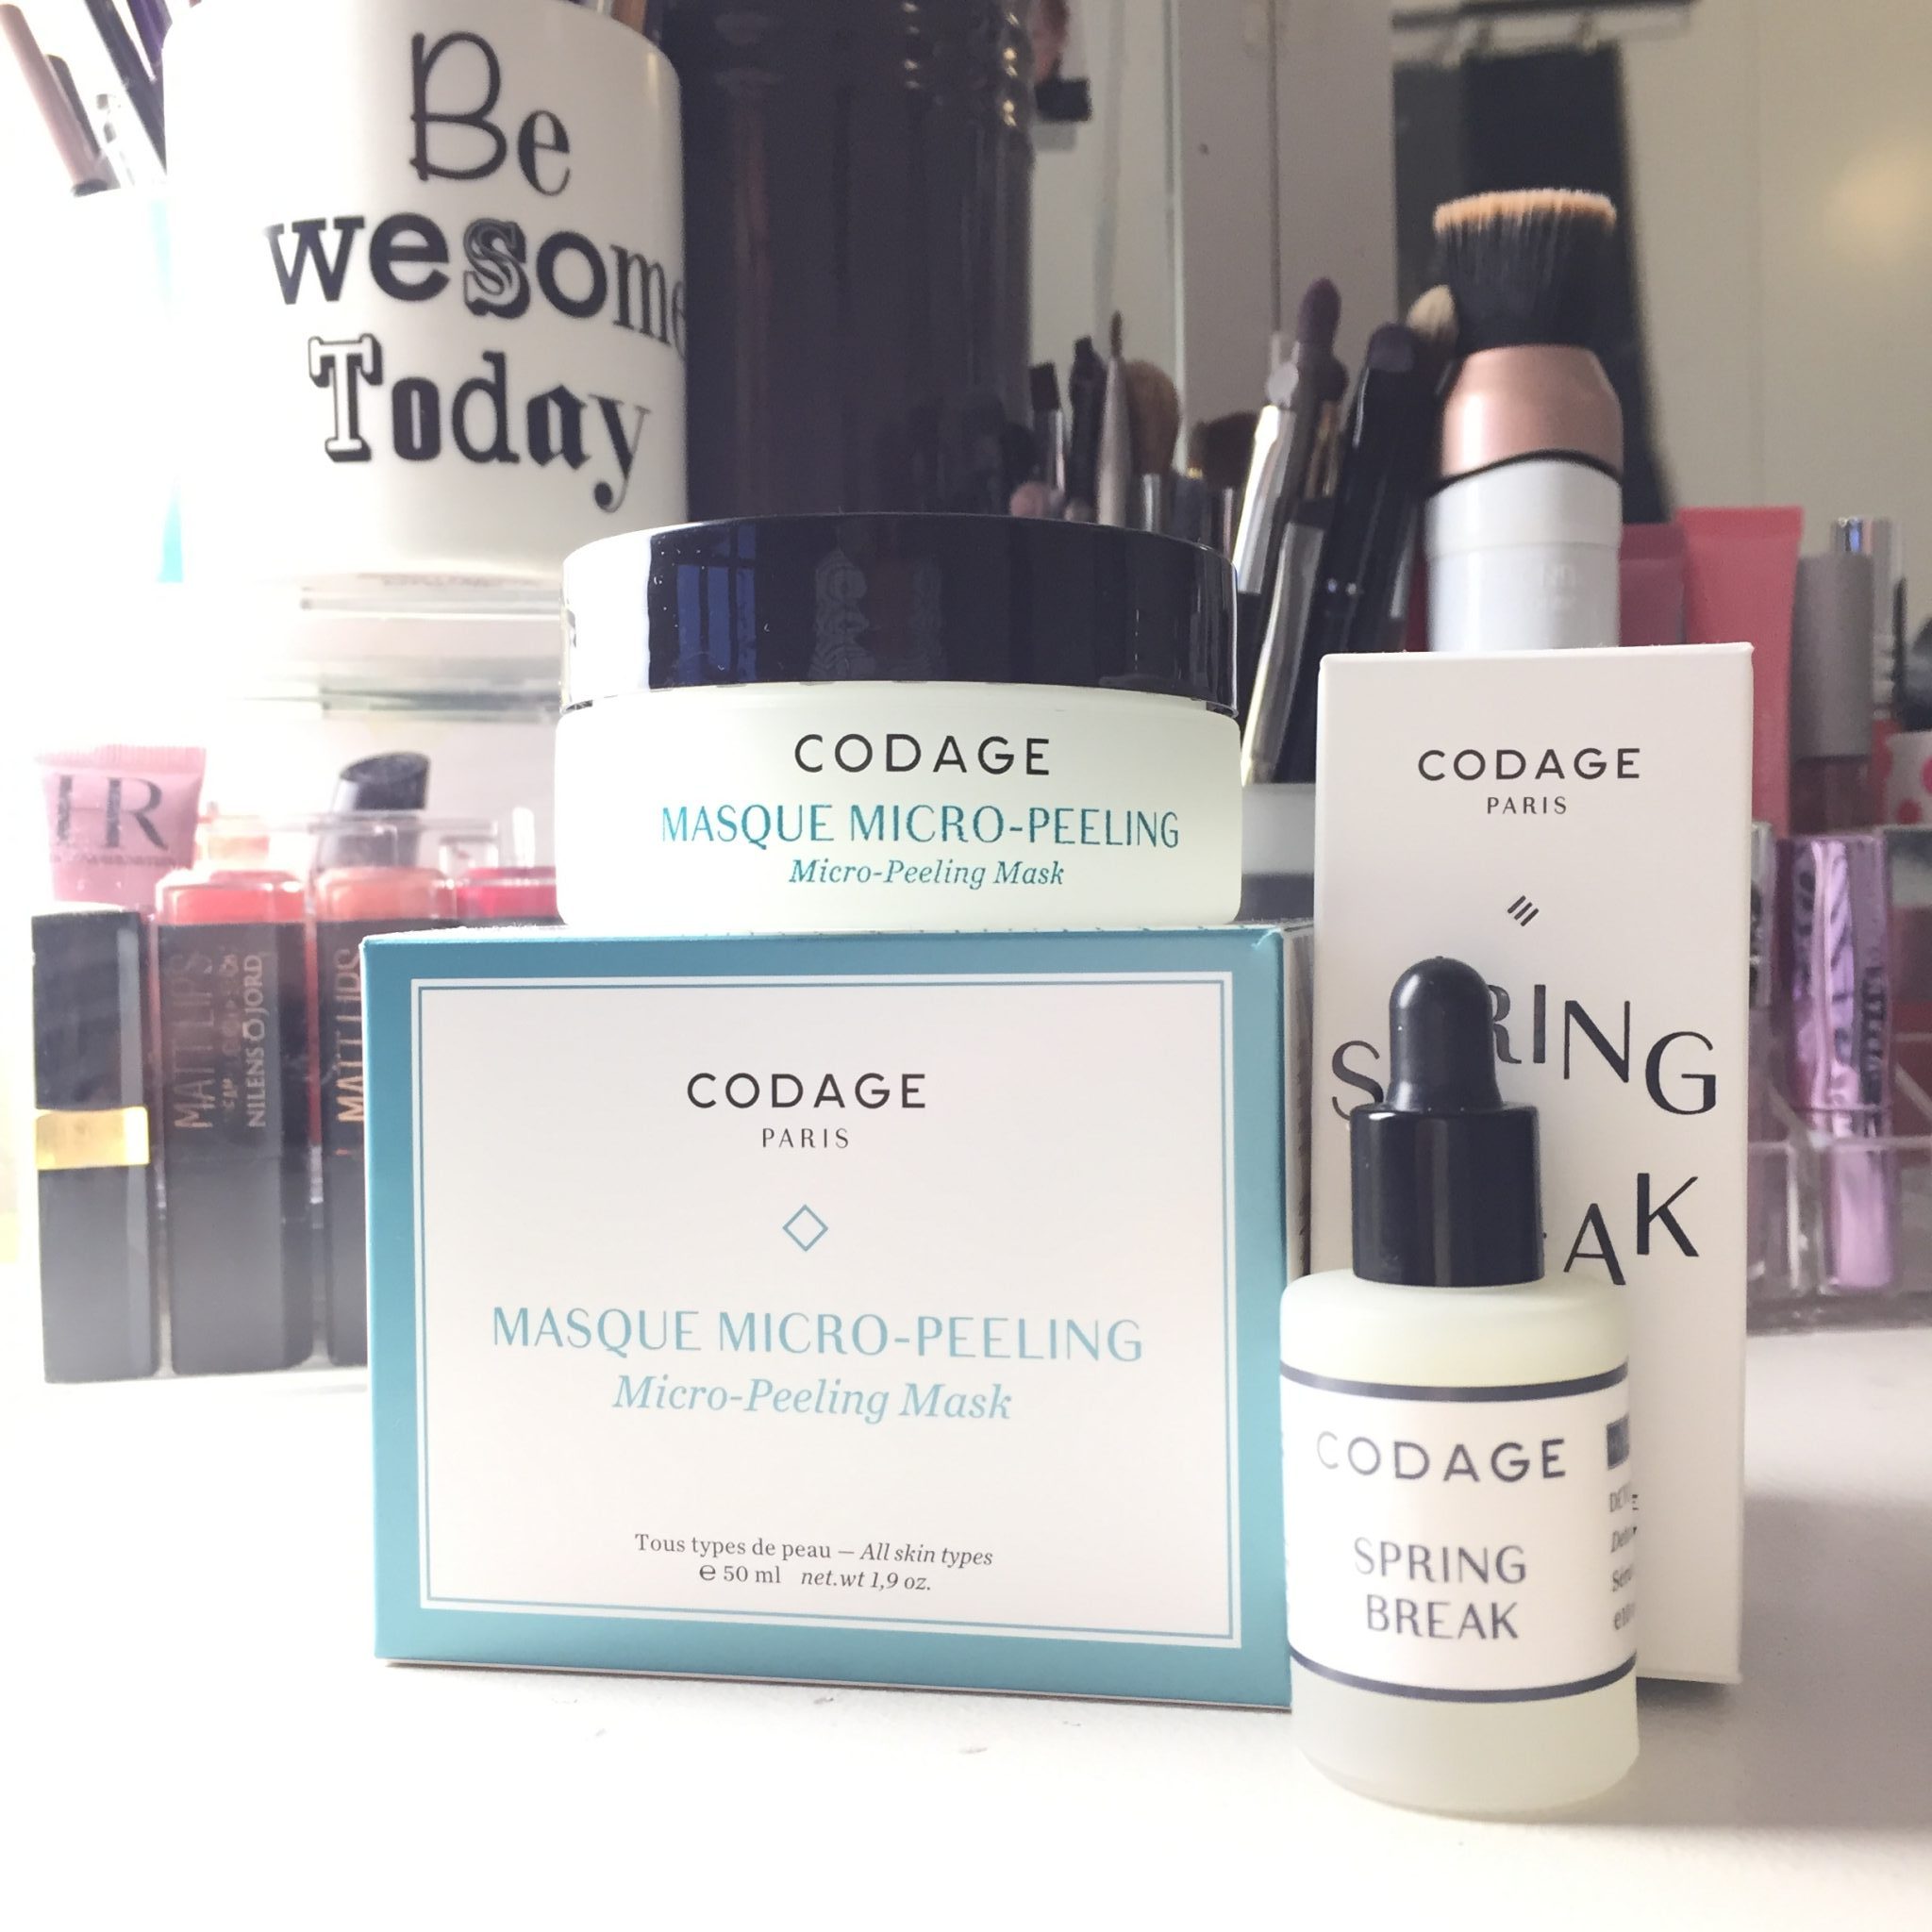 Be
wesome
Today
CODAGE
MASQUE MICRO-PEELING
Micro-Peeling Mask
CODAGE
PARIS
MASQUE MICRO-PEELING
Micro-Peeling Mask
Tous types de peau — All skin types
℮ 50 ml net.wt 1,9 oz.
CODAGE
PARIS
S RING
AK
CODAGE
SPRING
BREAK
HR
MATT LIPS
NILENS JORD
MATT LIPS